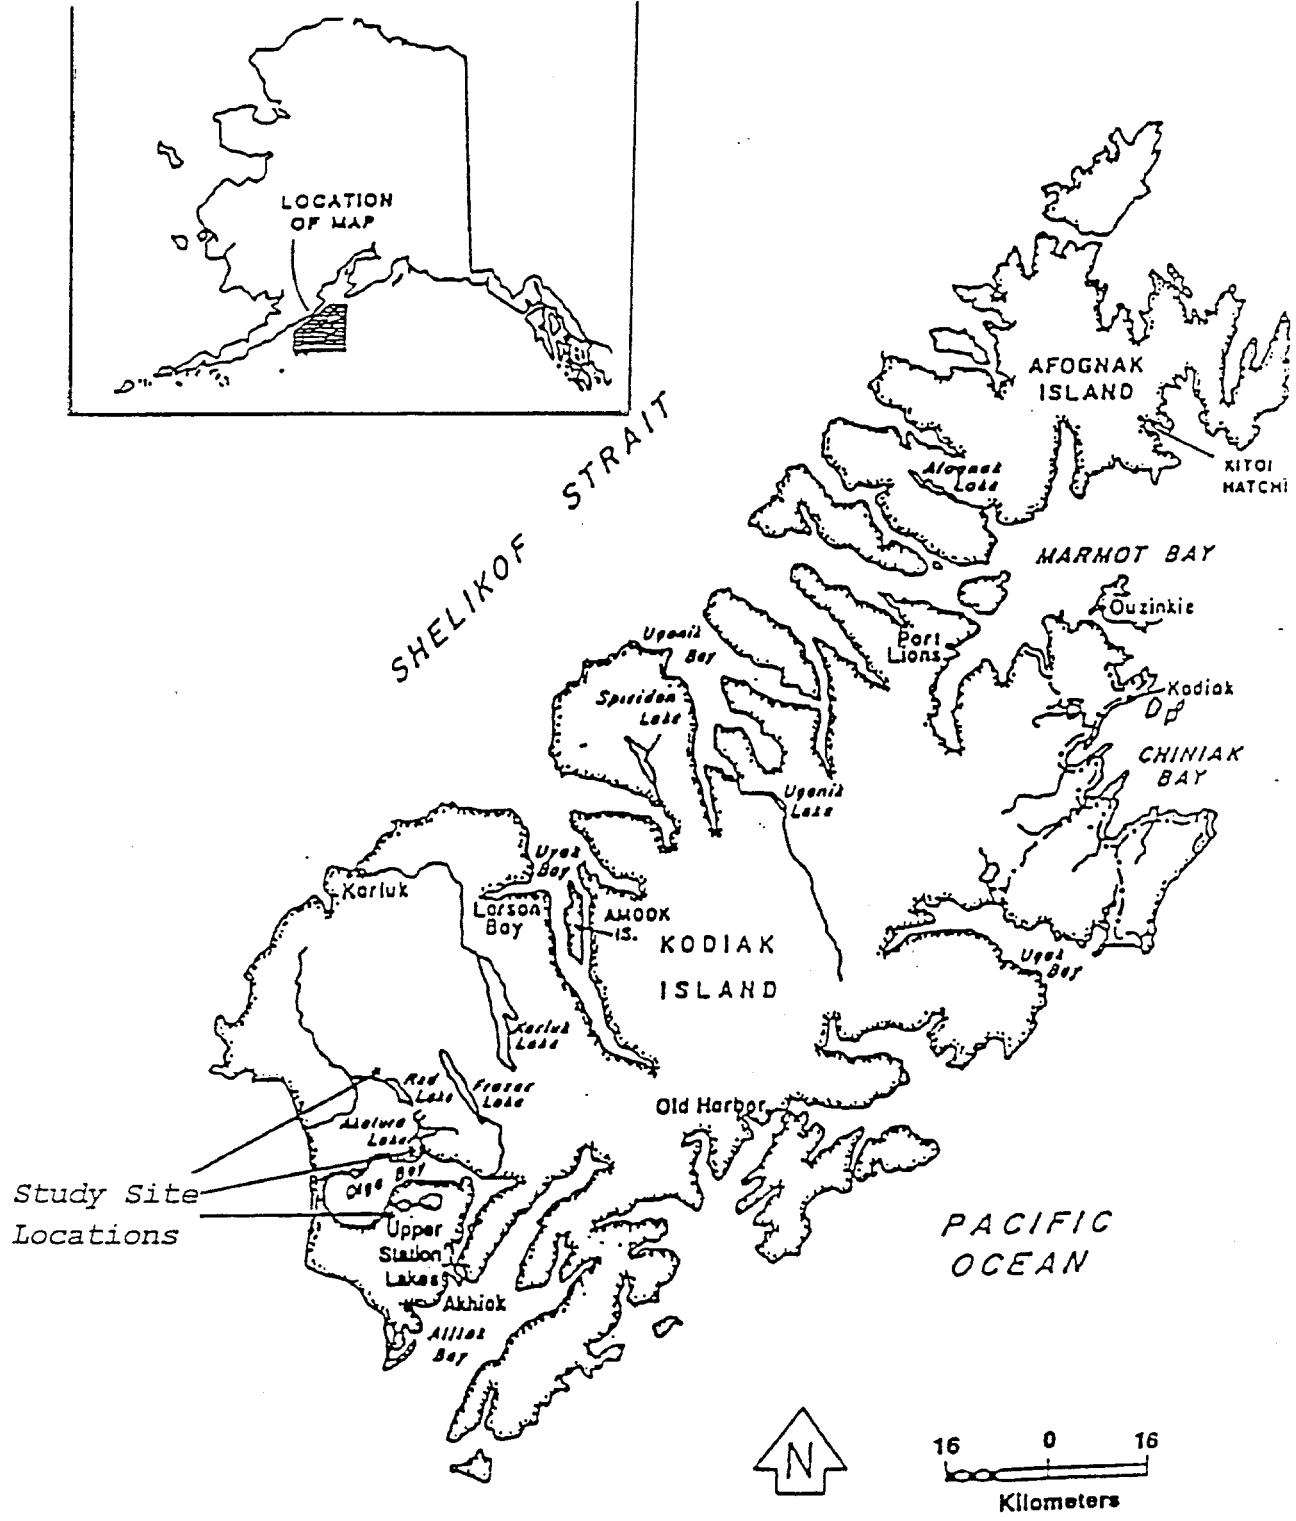 LOCATION
OF MAP
SHELIKOF STRAIT
AFOGNAK
ISLAND
KITOI
HATCHI
Afognak
Lake
MARMOT BAY
Ouzinkie
Port
Lions
Kodiak
CHINIAK
BAY
Uganik
Bay
Spiridon
Lake
Uganik
Lake
Uyak
Bay
Karluk
Larson
Bay
AMOOK
IS.
KODIAK
ISLAND
Ugak
Bay
Karluk
Lake
Red
Lake
Frazer
Lake
Akalura
Lake
Olga Bay
Old Harbor
Study Site
Locations
Upper
Station
Lakes
Akhiok
Alitak
Bay
PACIFIC
OCEAN
N
16 0 16
Kilometers